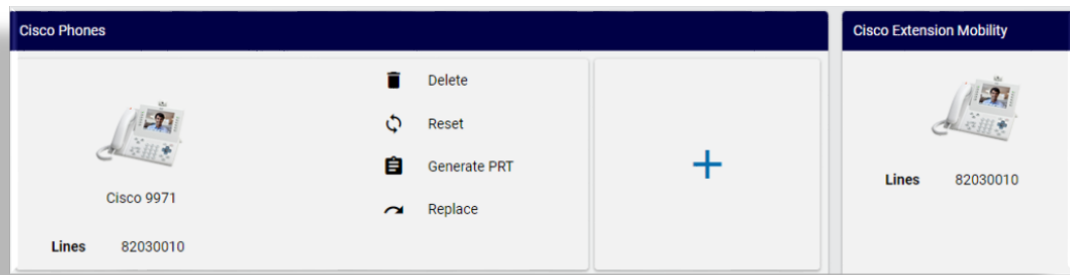 Cisco Phones
Delete
Reset
Generate PRT
Replace
Cisco 9971
Lines 82030010
Cisco Extension Mobility
Lines 82030010